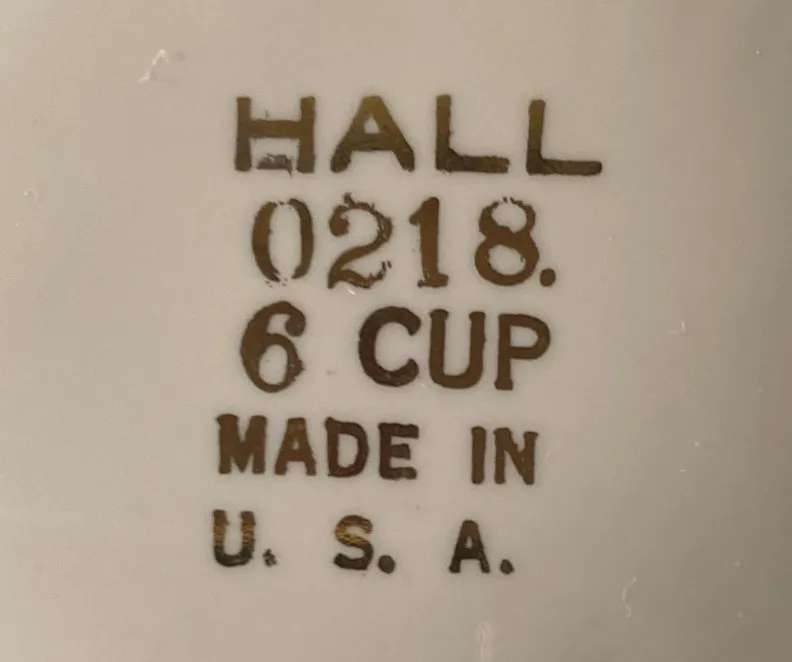 HALL
0218.
6 CUP
MADE IN
U. S. A.